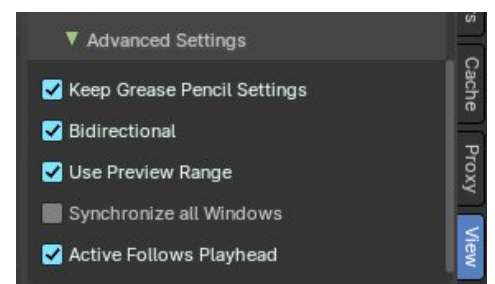 Advanced Settings
Keep Grease Pencil Settings
Bidirectional
Use Preview Range
Synchronize all Windows
Active Follows Playhead
Cache
Proxy
View